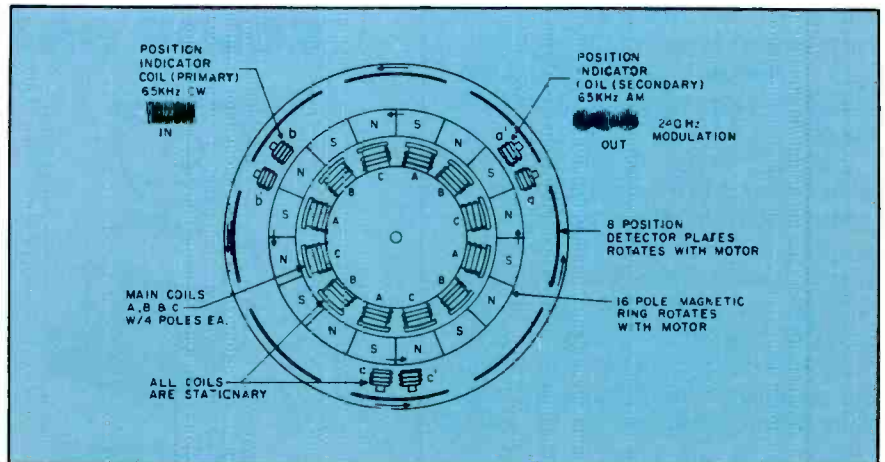 POSITION
INDICATOR
COIL (PRIMARY)
65KHz CW
IN
POSITION
INDICATOR
COIL (SECONDARY)
65KHz AM
OUT
240Hz
MODULATION
8 POSITION
DETECTOR PLATES
ROTATES WITH MOTOR
16 POLE MAGNETIC
RING ROTATES
WITH MOTOR
MAIN COILS
A, B & C
W/4 POLES EA.
ALL COILS
ARE STATIONARY
N S
b S N a'
b' N S a
B C A B
S N
A C
N S
C A
S N
B A C B
N S
S N
c c'